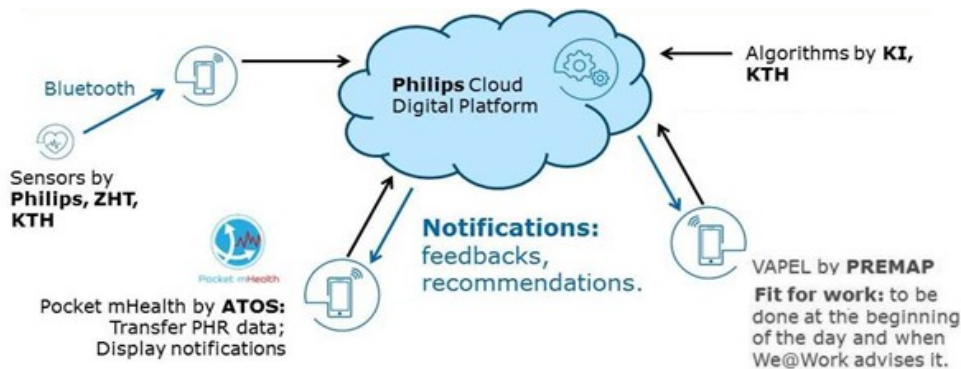 Bluetooth
Sensors by
Philips, ZHT,
KTH
Philips Cloud
Digital Platform
Algorithms by KI,
KTH
Pocket mHealth
Pocket mHealth by ATOS:
Transfer PHR data;
Display notifications
Notifications:
feedbacks,
recommendations.
VAPEL by PREMAP
Fit for work: to be
done at the beginning
of the day and when
We@Work advises it.